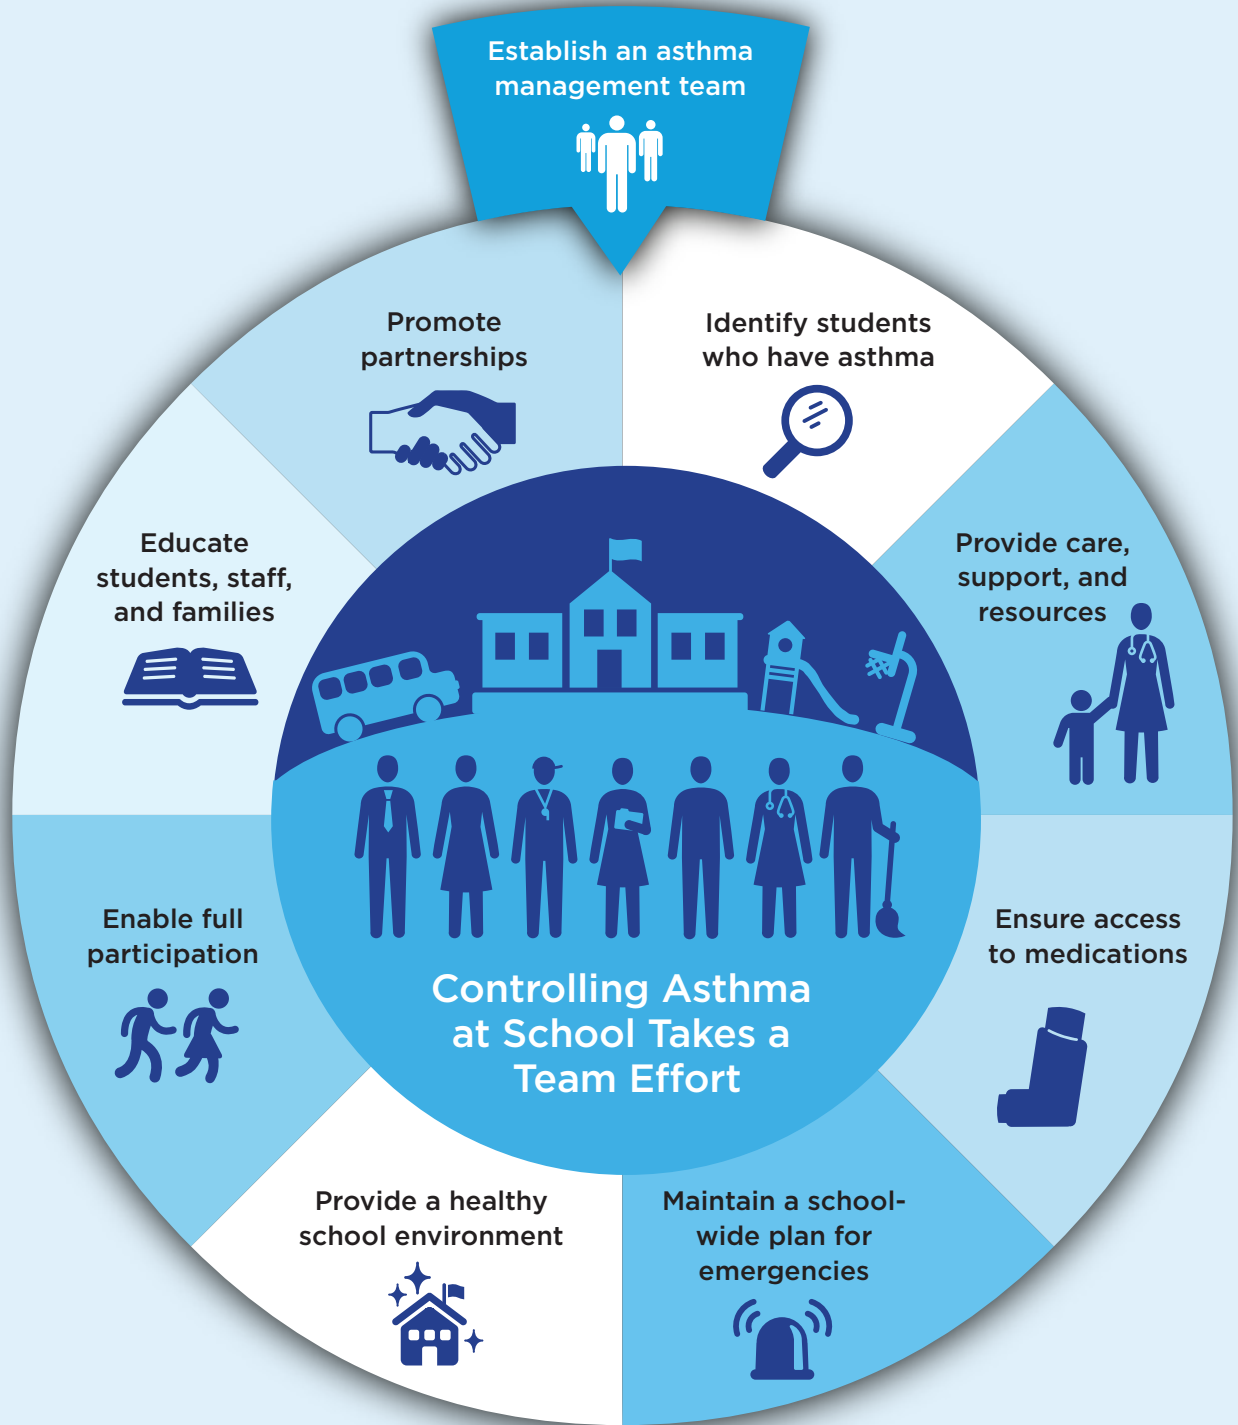 Establish an asthma
management team
Identify students
who have asthma
Provide care,
support, and
resources
Ensure access
to medications
Maintain a school-
wide plan for
emergencies
Provide a healthy
school environment
Enable full
participation
Educate
students, staff,
and families
Promote
partnerships
Controlling Asthma
at School Takes a
Team Effort